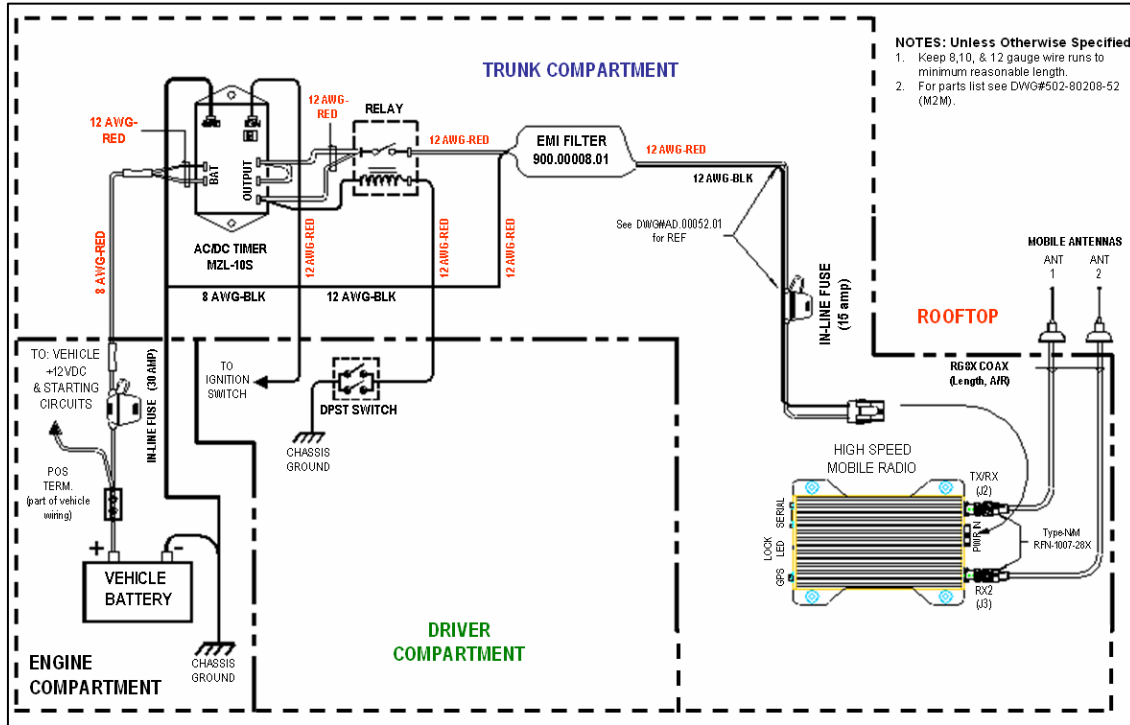 NOTES: Unless Otherwise Specified
1. Keep 8,10, & 12 gauge wire runs to
minimum reasonable length.
2. For parts list see DWG#502-80208-52
(M2M).
TRUNK COMPARTMENT
12 AWG-
RED
12 AWG-
RED
RELAY
12 AWG-RED
EMI FILTER
900.00008.01
12 AWG-RED
12 AWG-BLK
BAT
OUTPUT
IGN
AC/DC TIMER
MZL-10S
8 AWG-RED
12 AWG-RED
12 AWG-RED
12 AWG-RED
8 AWG-BLK
12 AWG-BLK
See DWG#AD.00052.01
for REF
IN-LINE FUSE
(15 amp)
MOBILE ANTENNAS
ANT
1
ANT
2
ROOFTOP
RG8X COAX
(Length, A/R)
TO: VEHICLE
+12VDC
& STARTING
CIRCUITS
IN-LINE FUSE (30 AMP)
TO
IGNITION
SWITCH
DPST SWITCH
CHASSIS
GROUND
POS
TERM.
(part of vehicle
wiring)
+
-
VEHICLE
BATTERY
CHASSIS
GROUND
ENGINE
COMPARTMENT
DRIVER
COMPARTMENT
HIGH SPEED
MOBILE RADIO
TX/RX
(J2)
SERIAL
LOCK
LED
GPS
PWR IN
Type-N/M
RFN-1007-28X
RX2
(J3)